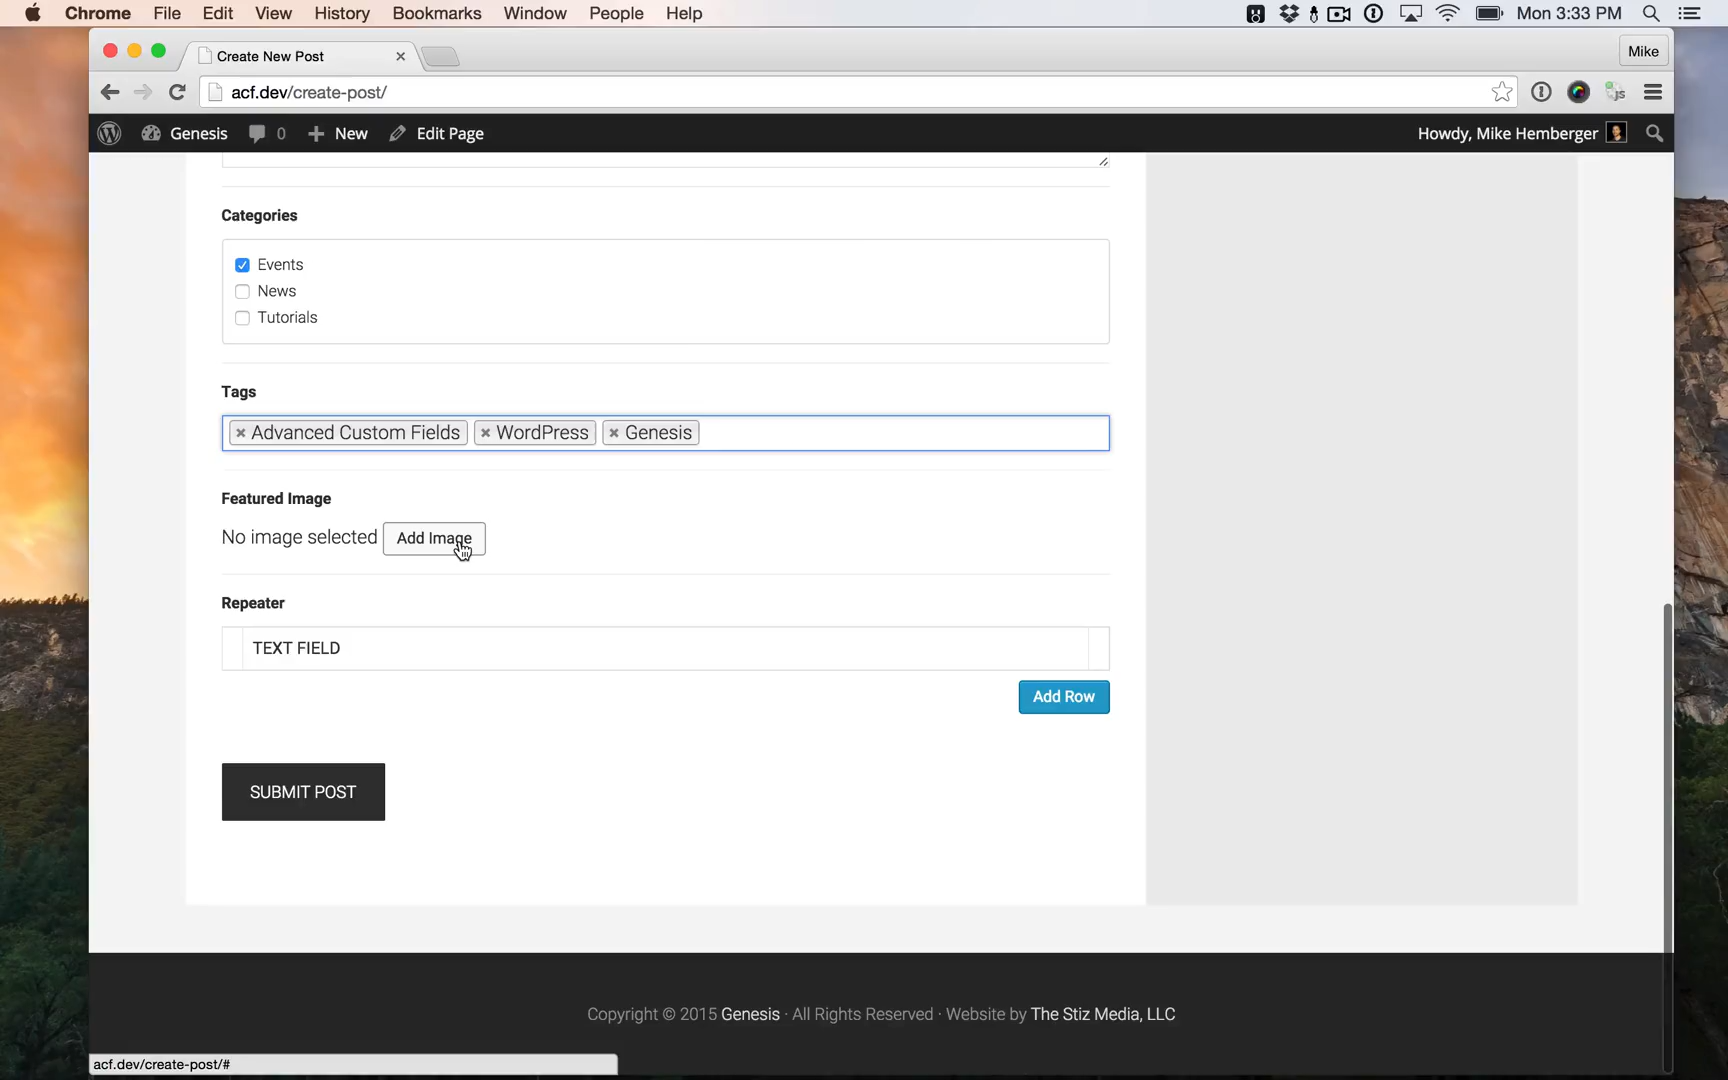 Chrome File Edit View History Bookmarks Window People Help Mon 3:33 PM
Create New Post Mike
acf.dev/create-post/
Genesis 0 New Edit Page Howdy, Mike Hemberger
Categories
Events
News
Tutorials
Tags
× Advanced Custom Fields × WordPress × Genesis
Featured Image
No image selected Add Image
Repeater
TEXT FIELD
Add Row
SUBMIT POST
Copyright © 2015 Genesis · All Rights Reserved · Website by The Stiz Media, LLC
acf.dev/create-post/#